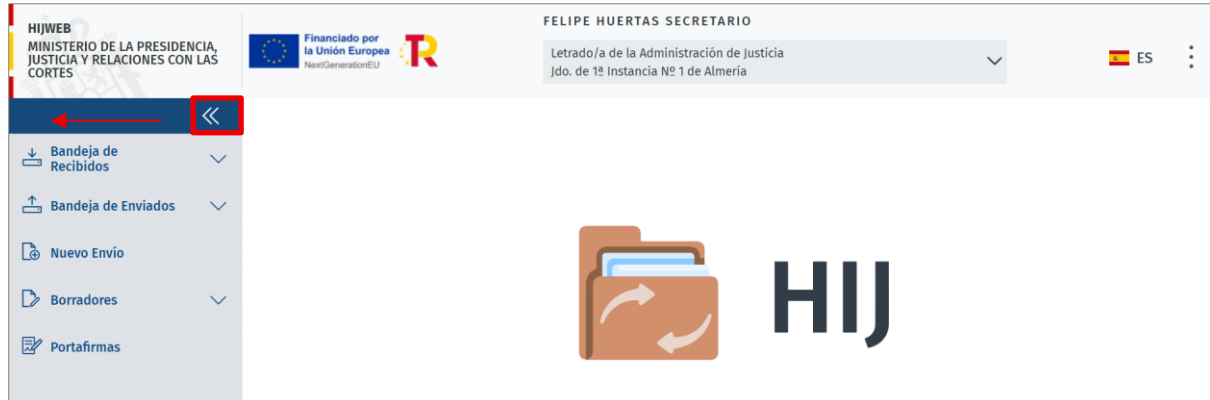 HIJWEB
MINISTERIO DE LA PRESIDENCIA,
JUSTICIA Y RELACIONES CON LAS
CORTES
Financiado por
la Unión Europea
NextGenerationEU
R
FELIPE HUERTAS SECRETARIO
Letrado/a de la Administración de Justicia
Jdo. de 1ª Instancia Nº 1 de Almería
ES
Bandeja de
Recibidos
Bandeja de Enviados
Nuevo Envío
Borradores
Portafirmas
HIJ